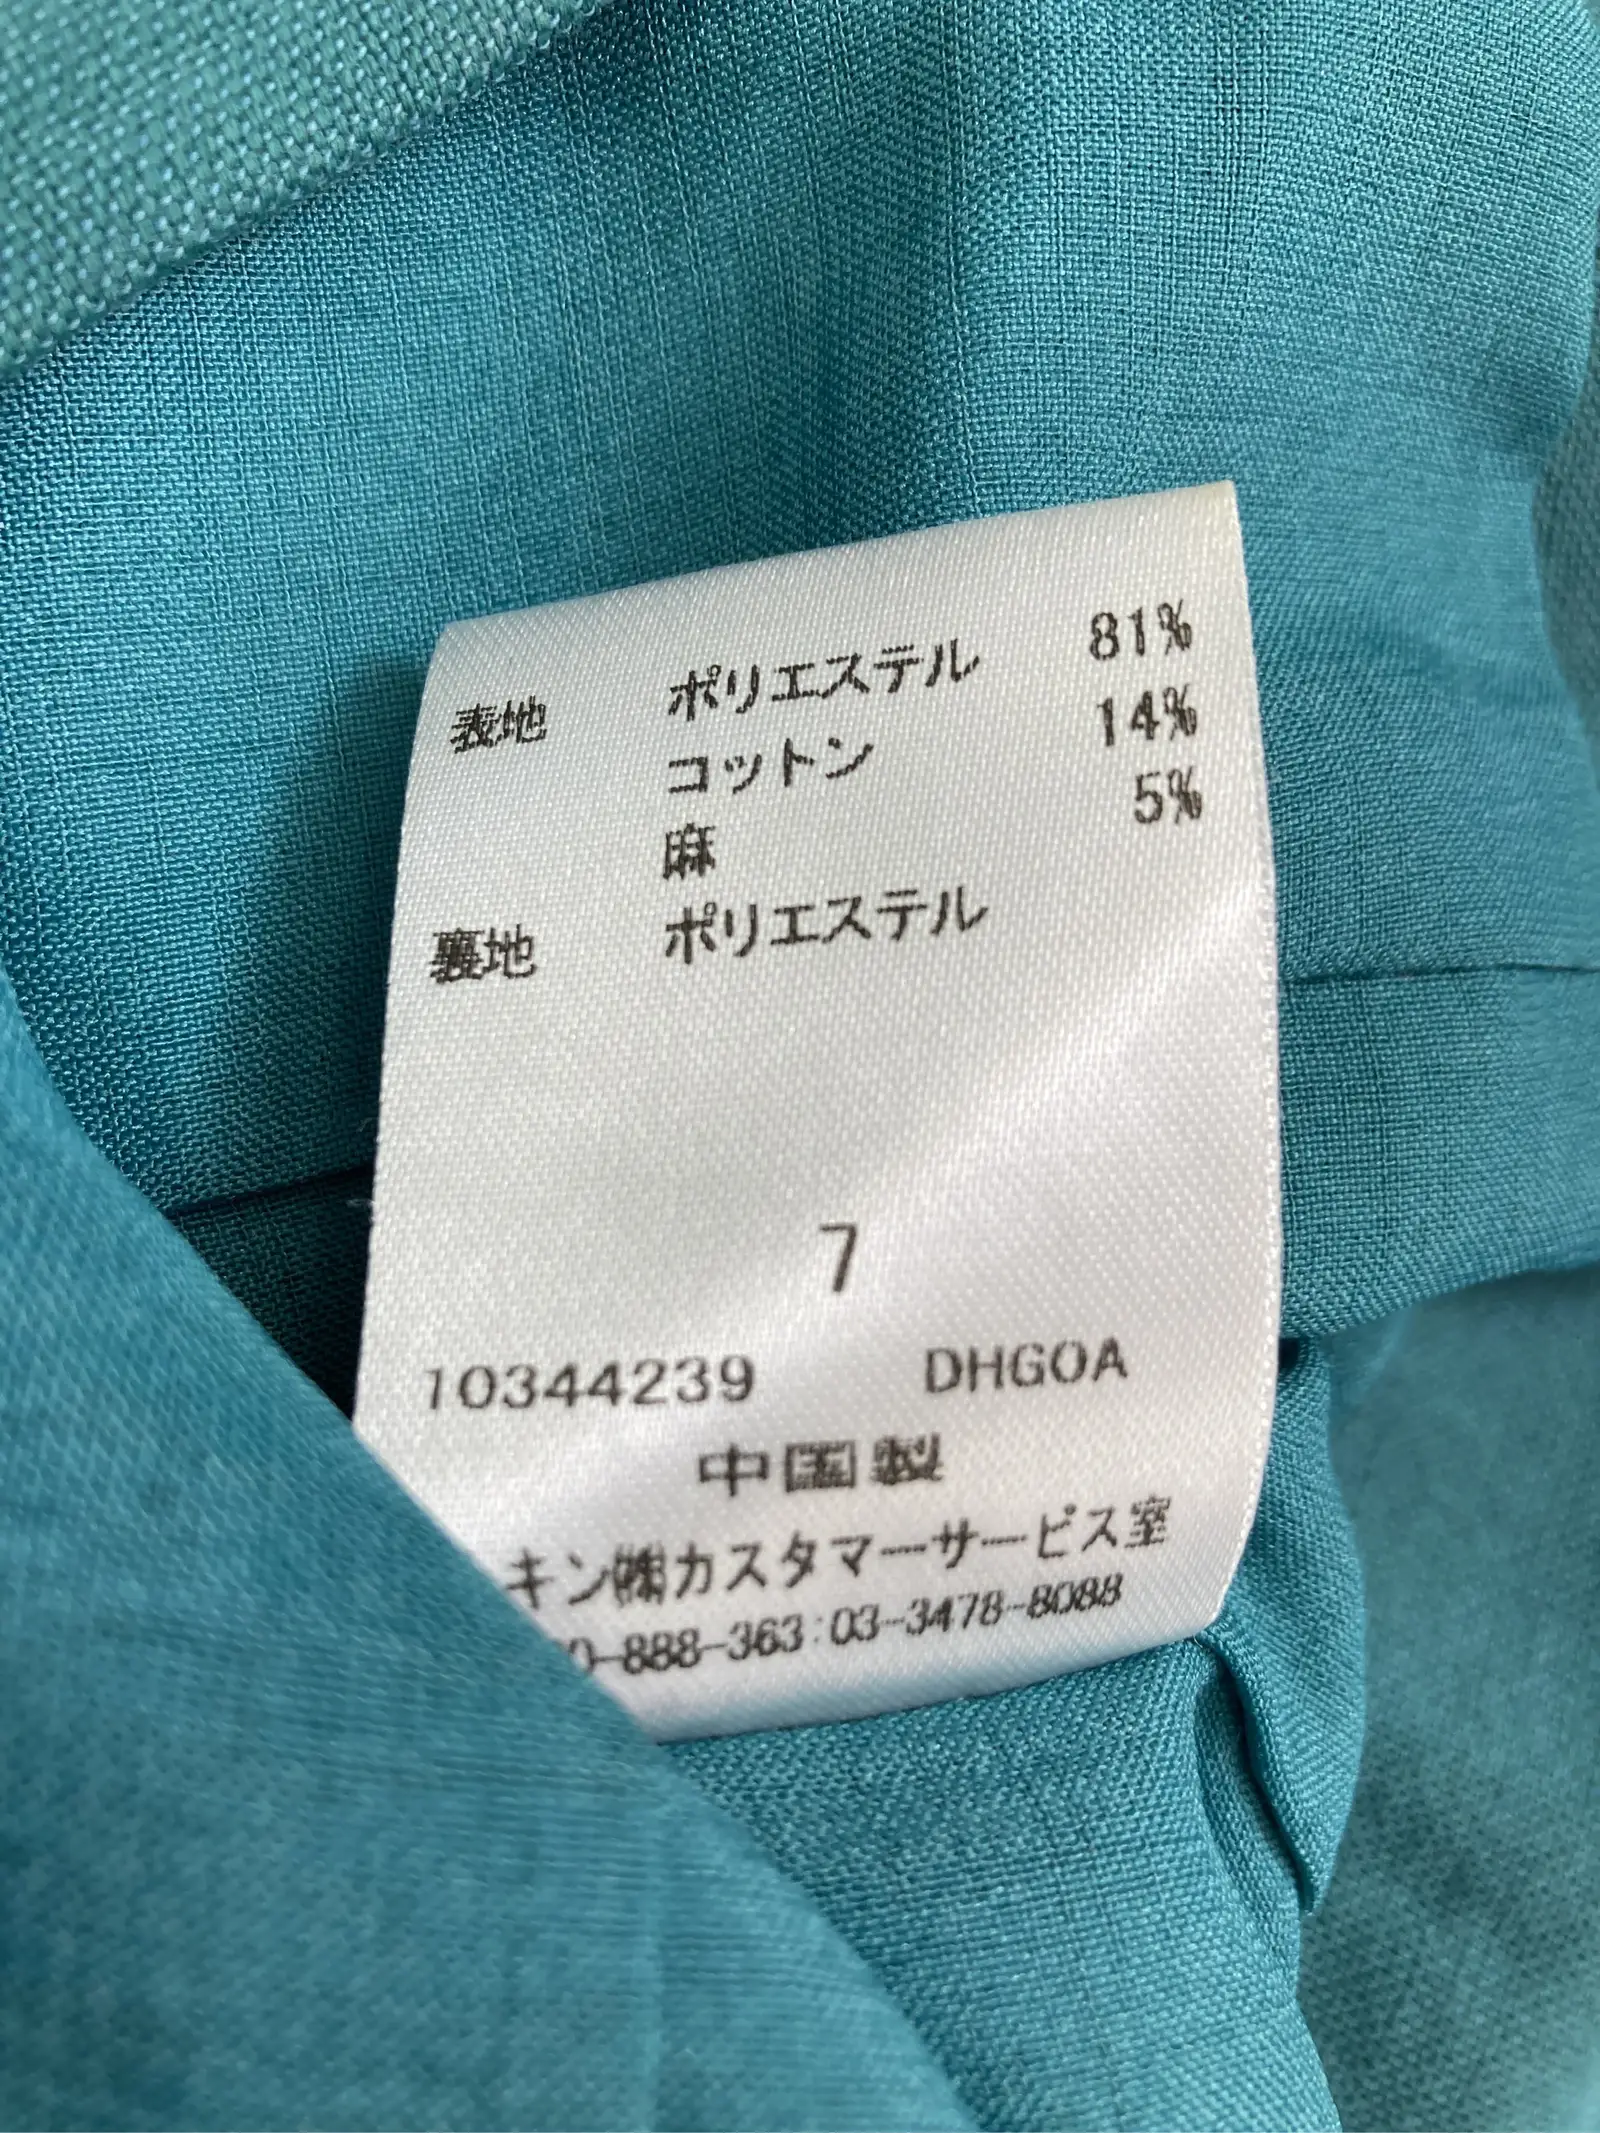 表地 ポリエステル 81%
コットン 14%
麻 5%
裏地 ポリエステル
7
10344239 DHGOA
中国製
キン㈱カスタマーサービス室
0-888-363:03-3478-8088